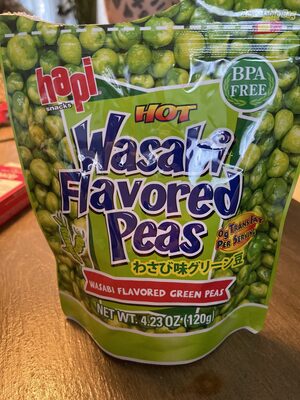 hapi
snacks
BPA
FREE
HOT
Wasabi
Flavored
Peas
0g Trans Fat
Per Serving
わさび味グリーン豆
WASABI FLAVORED GREEN PEAS
NET WT. 4.23 OZ (120g)